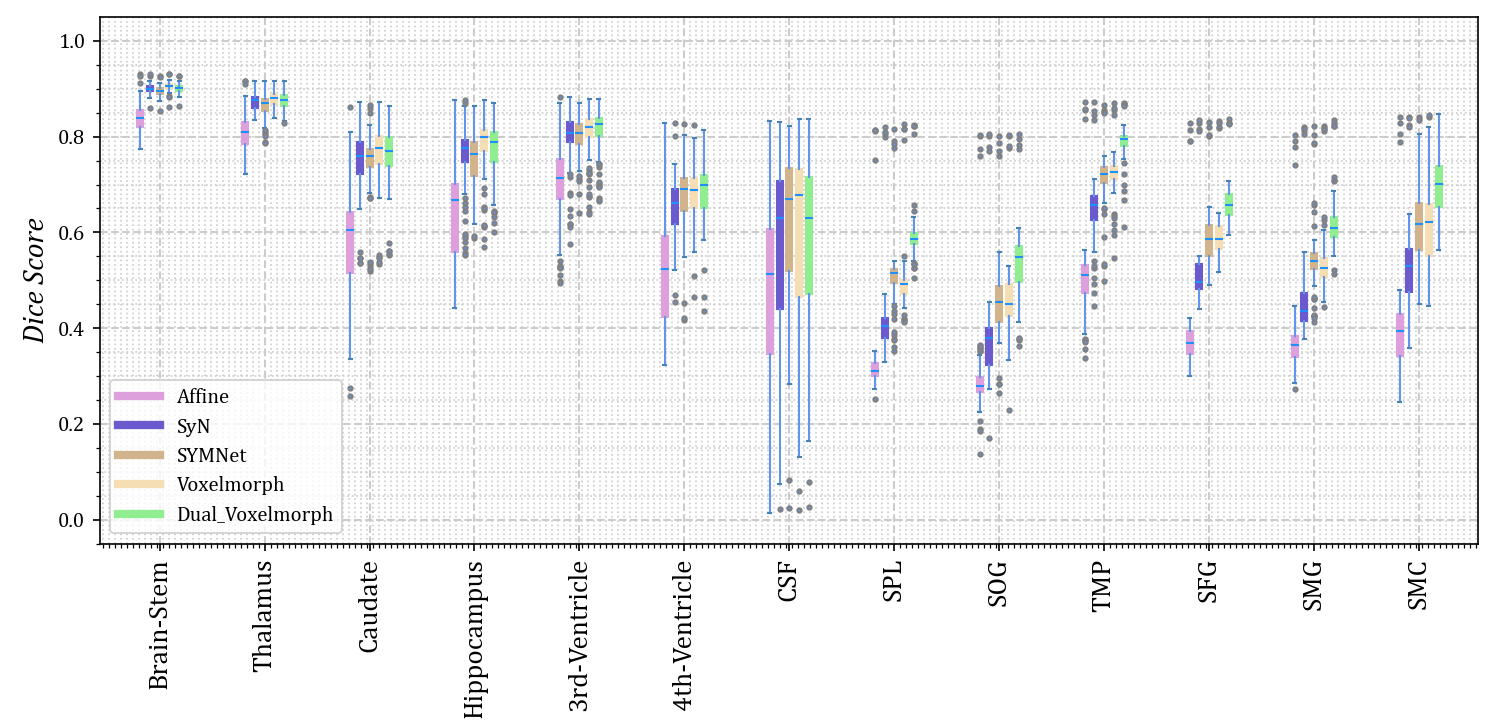 Dice Score
1.0
0.8
0.6
0.4
0.2
0.0
Affine
SyN
SYMNet
Voxelmorph
Dual_Voxelmorph
Brain-Stem
Thalamus
Caudate
Hippocampus
3rd-Ventricle
4th-Ventricle
CSF
SPL
SOG
TMP
SFG
SMG
SMC